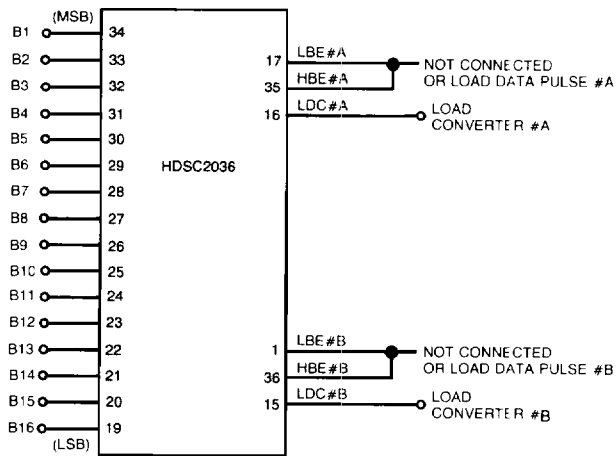 (MSB)
B1 34
B2 33
B3 32
B4 31
B5 30
B6 29
B7 28
B8 27
B9 26
B10 25
B11 24
B12 23
B13 22
B14 21
B15 20
B16 19
(LSB)
HDSC2036
17 LBE#A
35 HBE#A
NOT CONNECTED
OR LOAD DATA PULSE #A
16 LDC#A
LOAD
CONVERTER #A
1 LBE#B
36 HBE#B
NOT CONNECTED
OR LOAD DATA PULSE #B
15 LDC#B
LOAD
CONVERTER #B